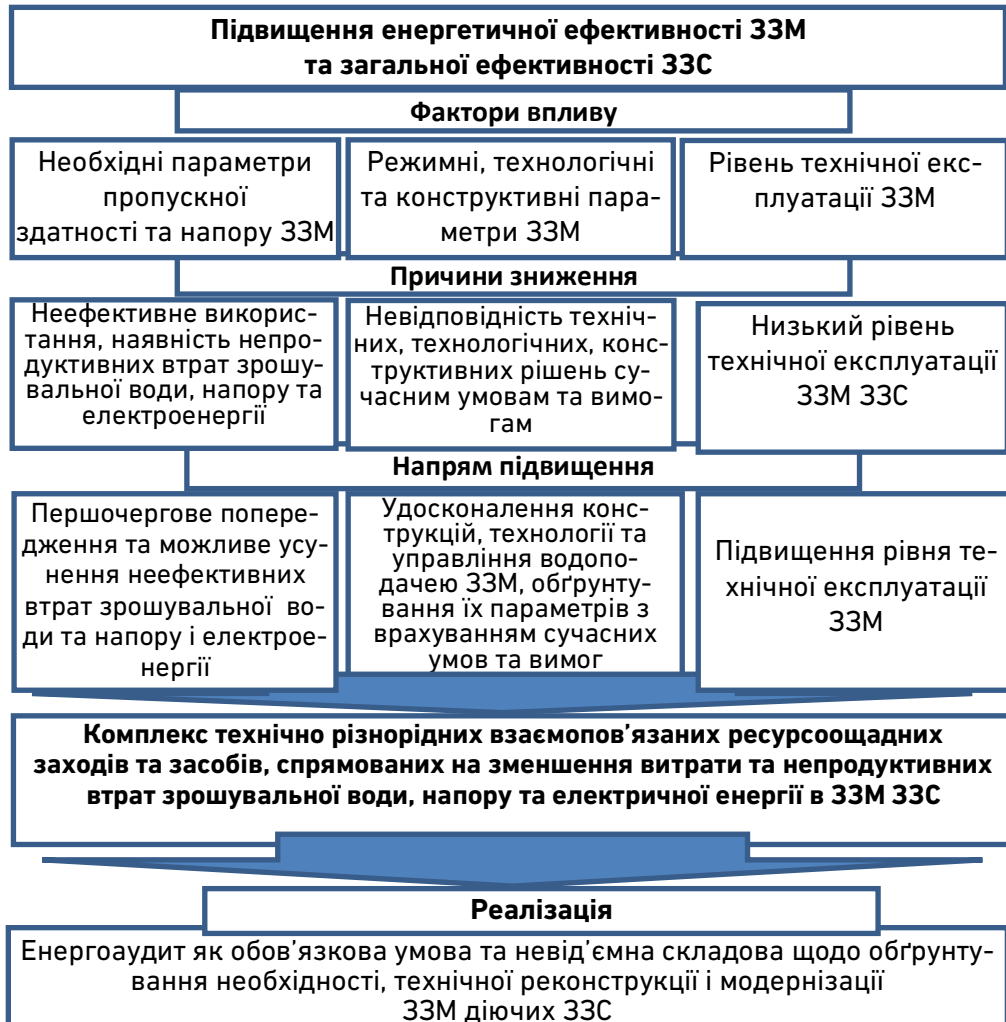 Підвищення енергетичної ефективності ЗЗМ
та загальної ефективності ЗЗС
Фактори впливу
Необхідні параметри
пропускної
здатності та напору ЗЗМ
Режимні, технологічні
та конструктивні пара-
метри ЗЗМ
Рівень технічної екс-
плуатації ЗЗМ
Причини зниження
Неефективне викорис-
тання, наявність непро-
дуктивних втрат зрошу-
вальної води, напору та
електроенергії
Невідповідність техніч-
них, технологічних, кон-
структивних рішень су-
часним умовам та вимо-
гам
Низький рівень
технічної експлуатації
ЗЗМ ЗЗС
Напрям підвищення
Першочергове попере-
дження та можливе усу-
нення неефективних
втрат зрошувальної во-
ди та напору і електрое-
нергії
Удосконалення конс-
трукцій, технології та
управління водопо-
дачею ЗЗМ, обґрунту-
вання їх параметрів з
врахуванням сучасних
умов та вимог
Підвищення рівня те-
хнічної експлуатації
ЗЗМ
Комплекс технічно різнорідних взаємопов’язаних ресурсоощадних
заходів та засобів, спрямованих на зменшення витрати та непродуктивних
втрат зрошувальної води, напору та електричної енергії в ЗЗМ ЗЗС
Реалізація
Енергоаудит як обов’язкова умова та невід’ємна складова щодо обґрунту-
вання необхідності, технічної реконструкції і модернізації
ЗЗМ діючих ЗЗС